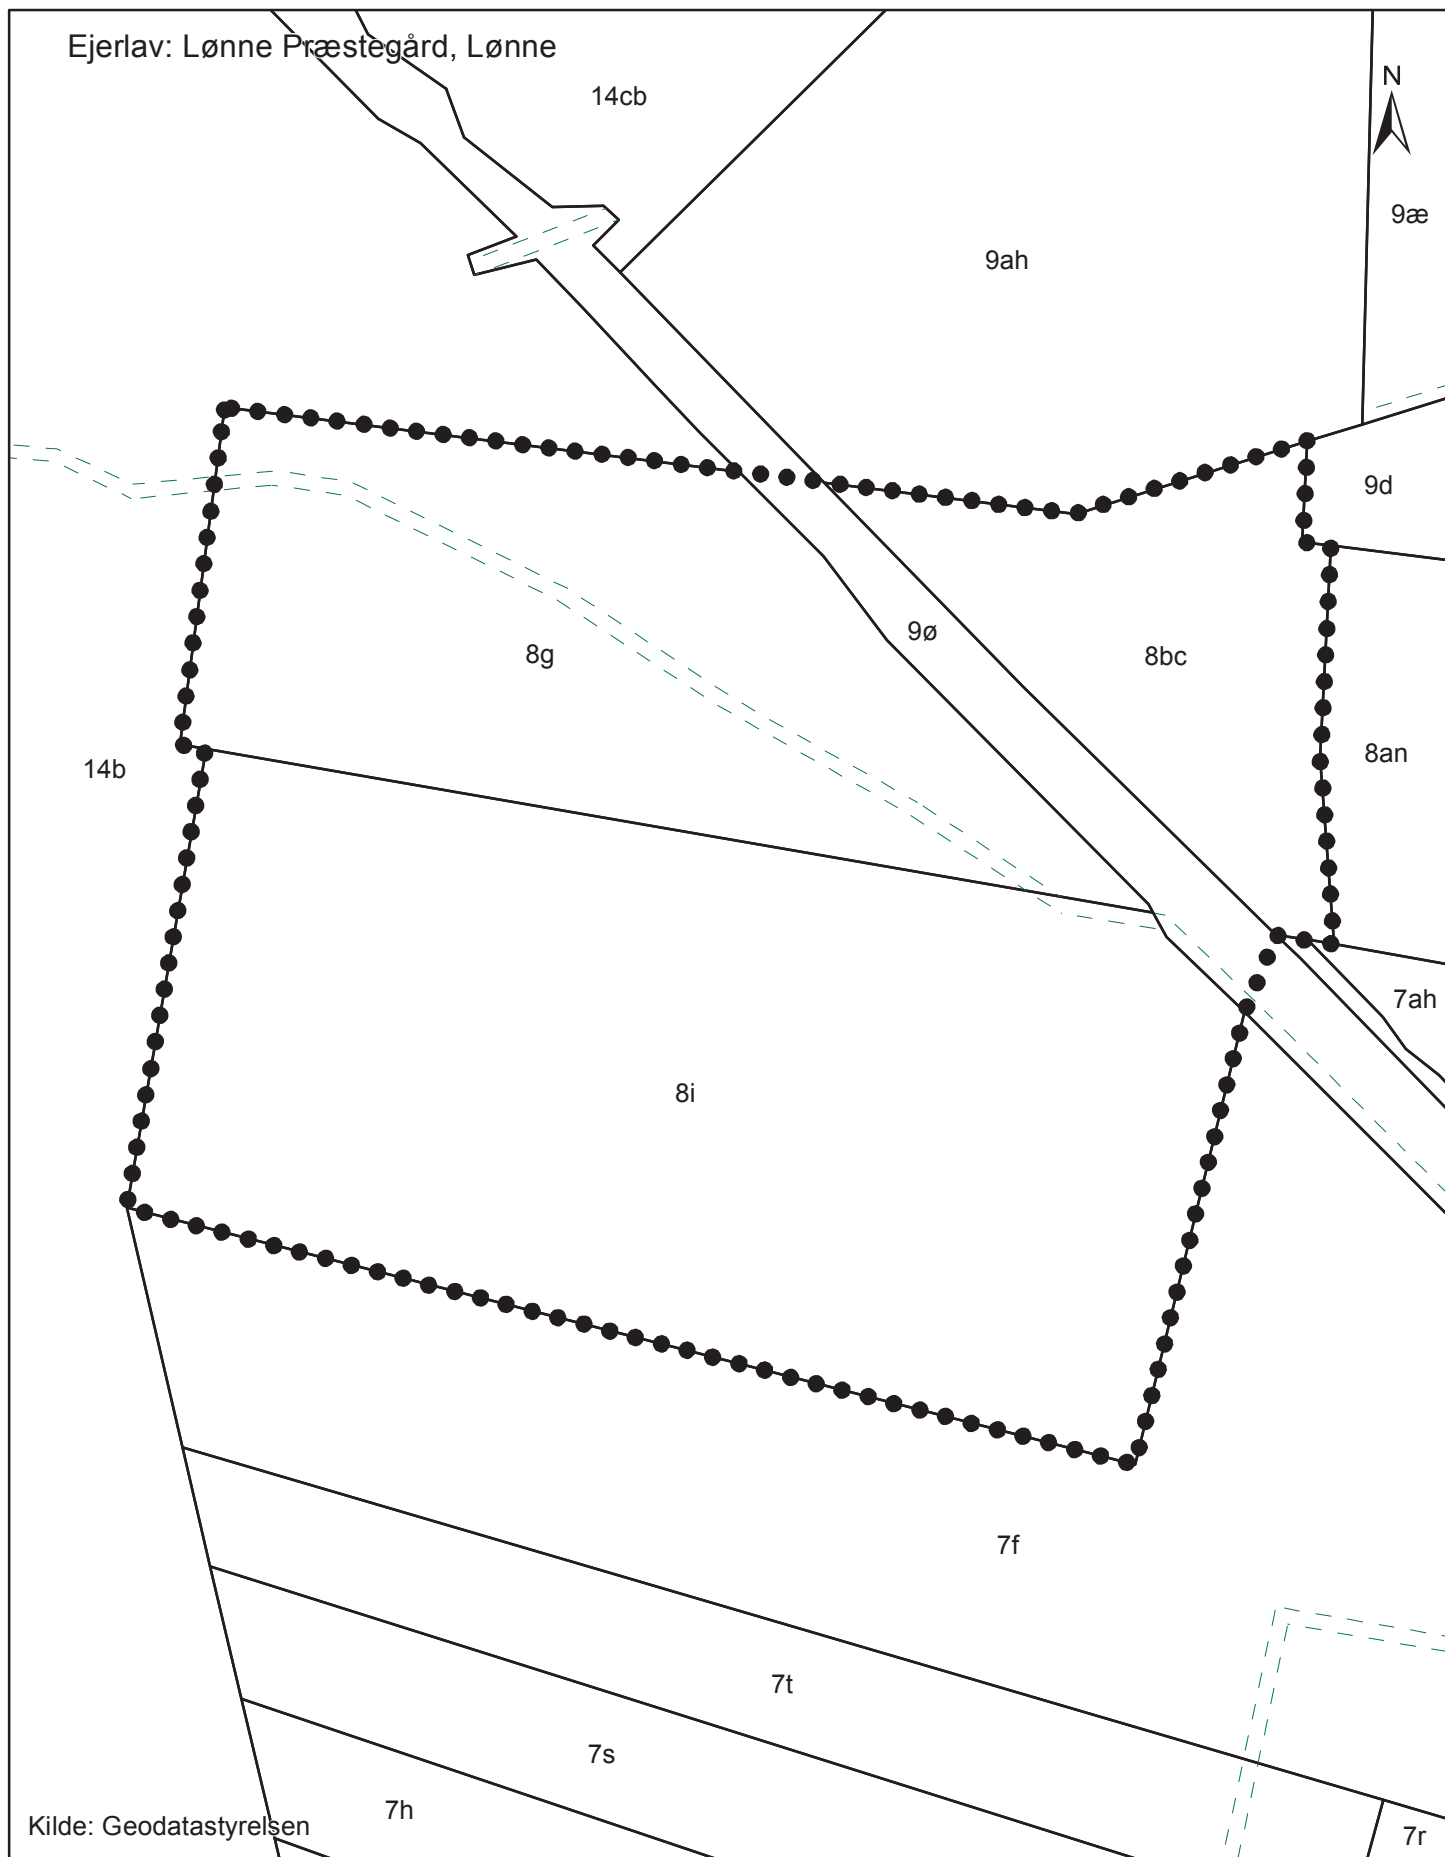 Ejerlav: Lønne Præstegård, Lønne
N
14cb
9æ
9ah
9d
9ø
8g
8bc
8an
14b
7ah
8i
7f
7t
7s
7h
Kilde: Geodatastyrelsen
7r